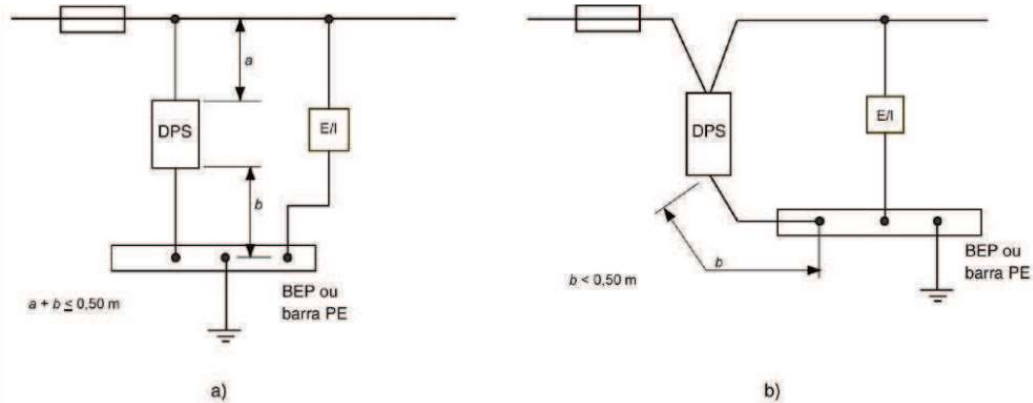 a
DPS
E/I
b
BEP ou
barra PE
a + b ≤ 0,50 m
a)
DPS
E/I
b
b < 0,50 m
BEP ou
barra PE
b)